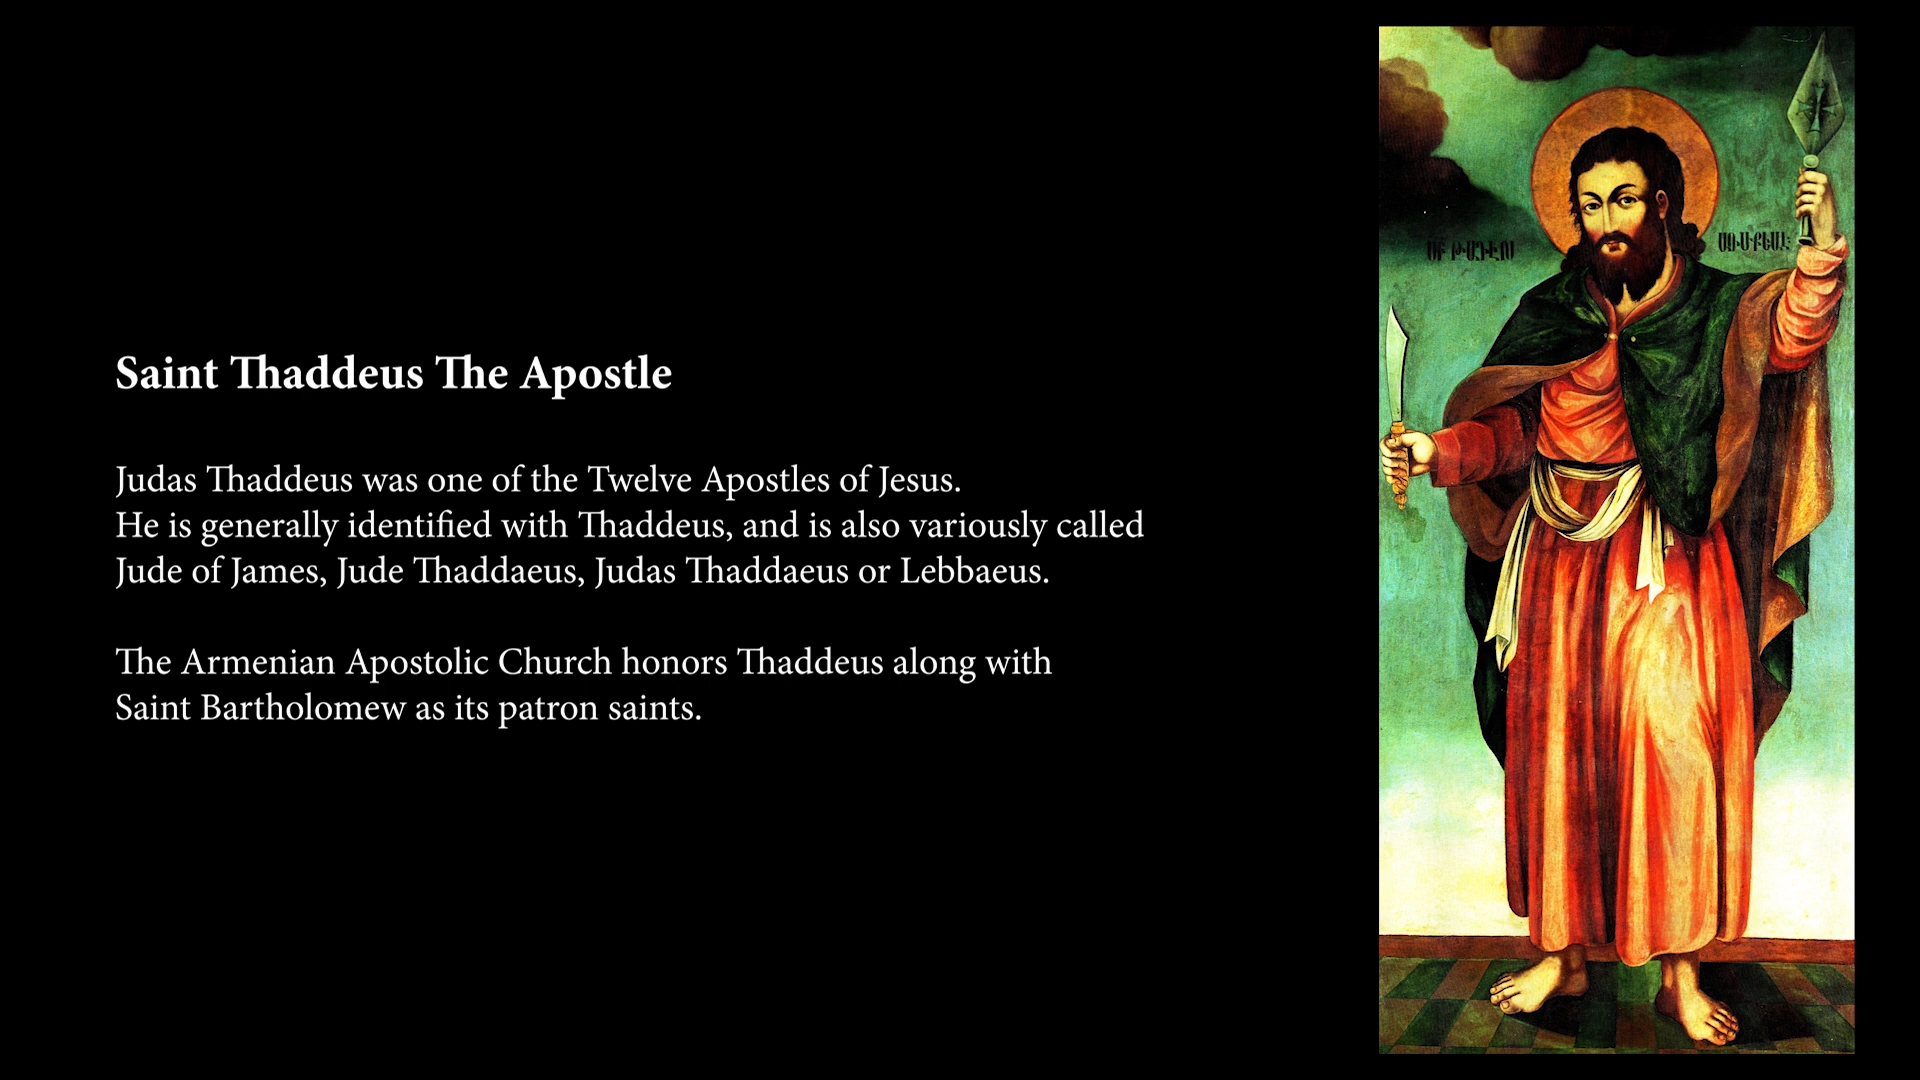 Saint Thaddeus The Apostle
Judas Thaddeus was one of the Twelve Apostles of Jesus.
He is generally identified with Thaddeus, and is also variously called
Jude of James, Jude Thaddaeus, Judas Thaddaeus or Lebbaeus.
The Armenian Apostolic Church honors Thaddeus along with
Saint Bartholomew as its patron saints.